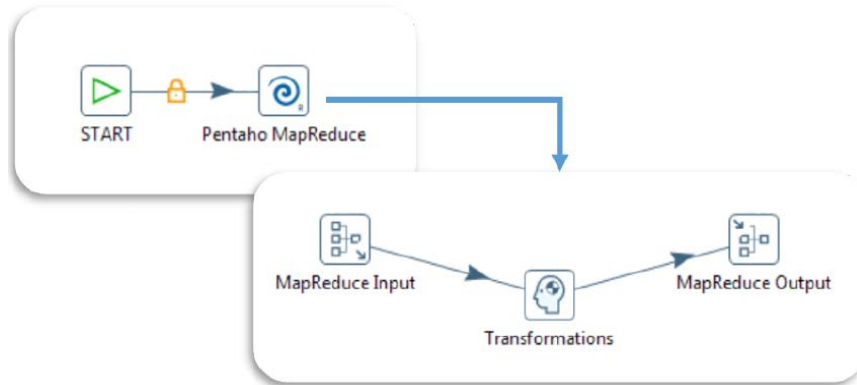 START
Pentaho MapReduce
MapReduce Input
MapReduce Output
Transformations